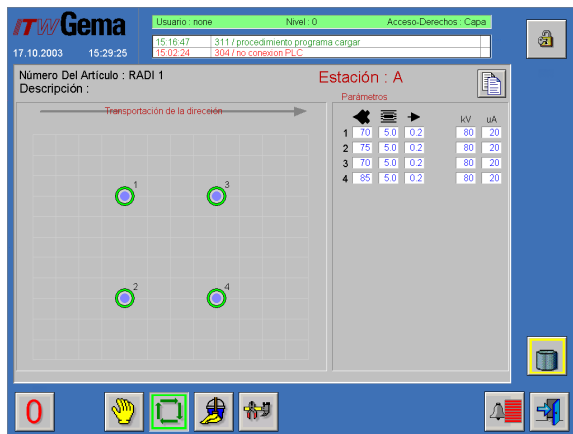 ITW Gema
Usuario : none Nivel : 0 Acceso-Derechos : Capa
17.10.2003 15:29:25
15:16:47 311 / procedimiento programa cargar
15:02:24 304 / no conexion PLC
Número Del Artículo : RADI 1
Descripción :
Estación : A
Transportación de la direceión
Parámetros
kV uA
1 70 5.0 0.2 80 20
2 75 5.0 0.2 80 20
3 70 5.0 0.2 80 20
4 85 5.0 0.2 80 20
1 3
2 4
0